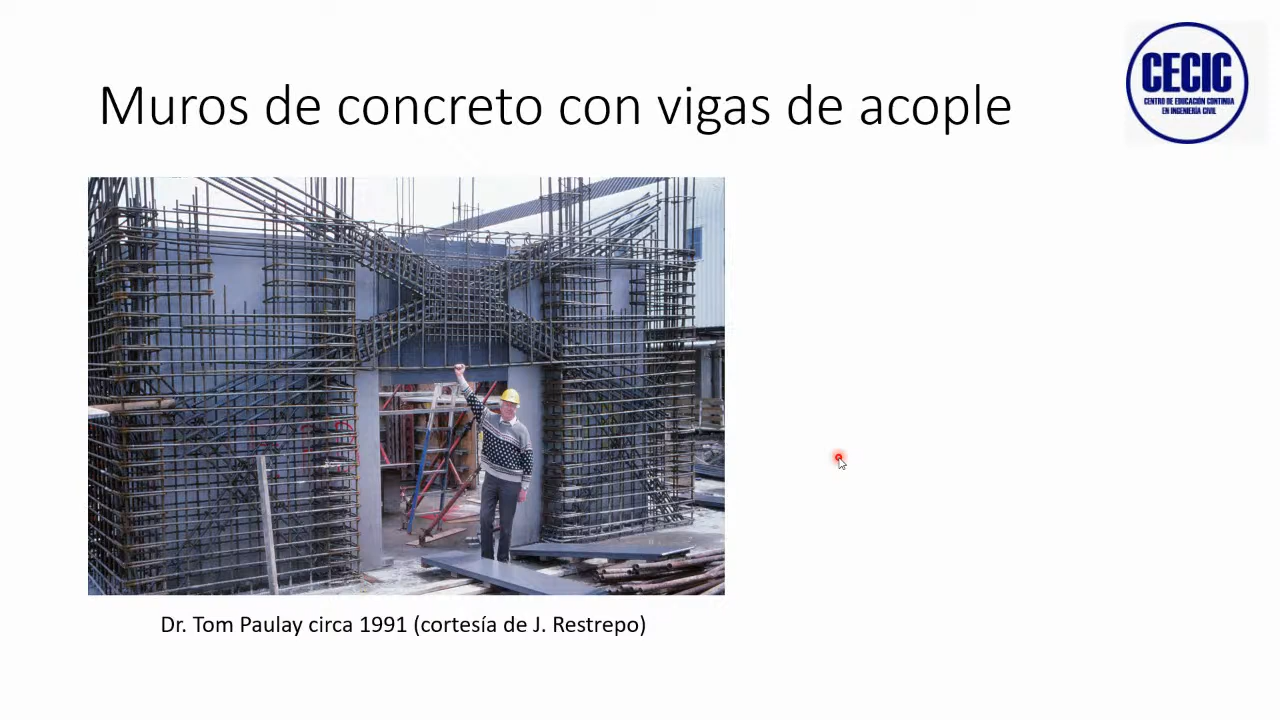 Muros de concreto con vigas de acople
CECIC
CENTRO DE EDUCACIÓN CONTINUA
EN INGENIERÍA CIVIL
Dr. Tom Paulay circa 1991 (cortesía de J. Restrepo)